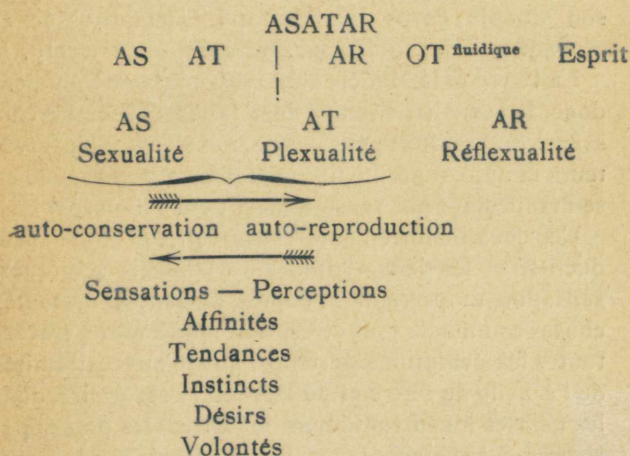 ASATAR
AS AT | AR OT fluidique Esprit
AS AT AR
Sexualité Plexualité Réflexualité
auto-conservation auto-reproduction
Sensations — Perceptions
Affinités
Tendances
Instincts
Désirs
Volontés